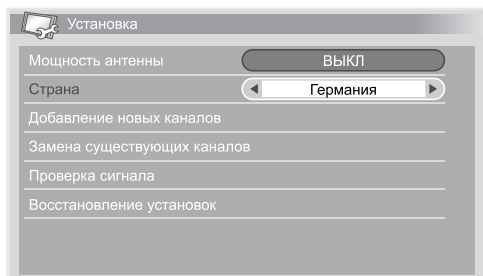 Установка
Мощность антенны ВЫКЛ
Страна Германия
Добавление новых каналов
Замена существующих каналов
Проверка сигнала
Восстановление установок